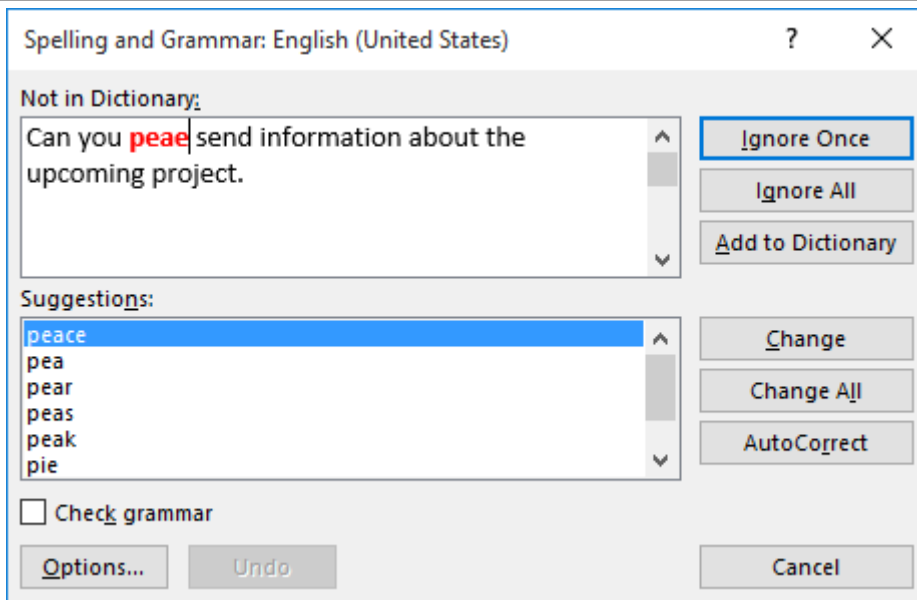 Spelling and Grammar: English (United States)
?
Not in Dictionary:
Can you peae send information about the
upcoming project.
Ignore Once
Ignore All
Add to Dictionary
Suggestions:
peace
pea
pear
peas
peak
pie
Change
Change All
AutoCorrect
Check grammar
Options...
Undo
Cancel